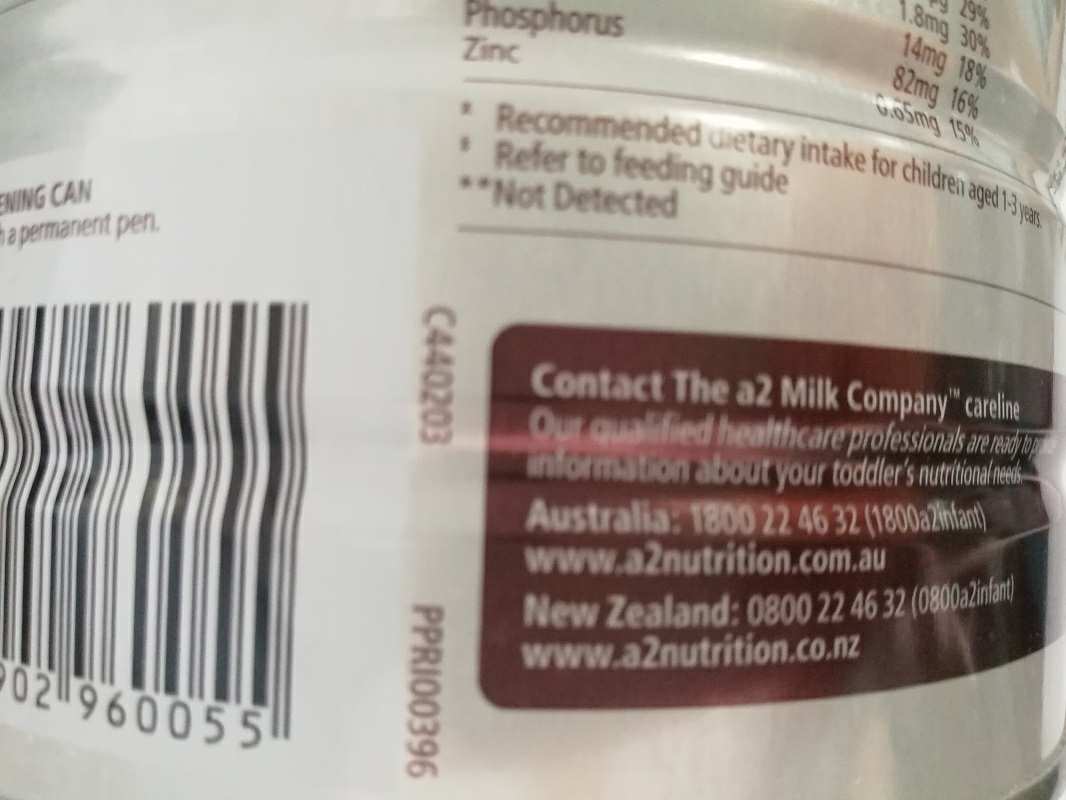 Phosphorus
Zinc
29%
1.8mg 30%
14mg 18%
82mg 16%
0.65mg 15%
* Recommended dietary intake for children aged 1-3 years.
Refer to feeding guide
**Not Detected
ENING CAN
h a permanent pen.
C440203
PPRI00396
02 960055
Contact The a2 Milk Company™ careline
Our qualified healthcare professionals are ready to
information about your toddler's nutritional needs.
Australia: 1800 22 46 32 (1800a2infant)
www.a2nutrition.com.au
New Zealand: 0800 22 46 32 (0800a2infant)
www.a2nutrition.co.nz